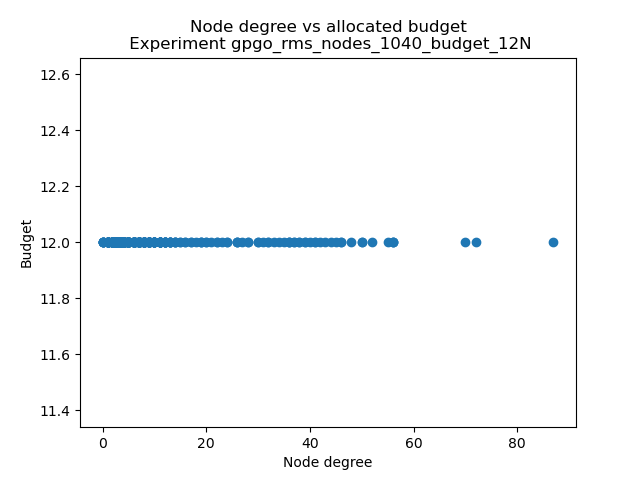 Node degree vs allocated budget
Experiment gpgo_rms_nodes_1040_budget_12N
12.6
12.4
12.2
12.0
11.8
11.6
11.4
Budget
0 20 40 60 80
Node degree